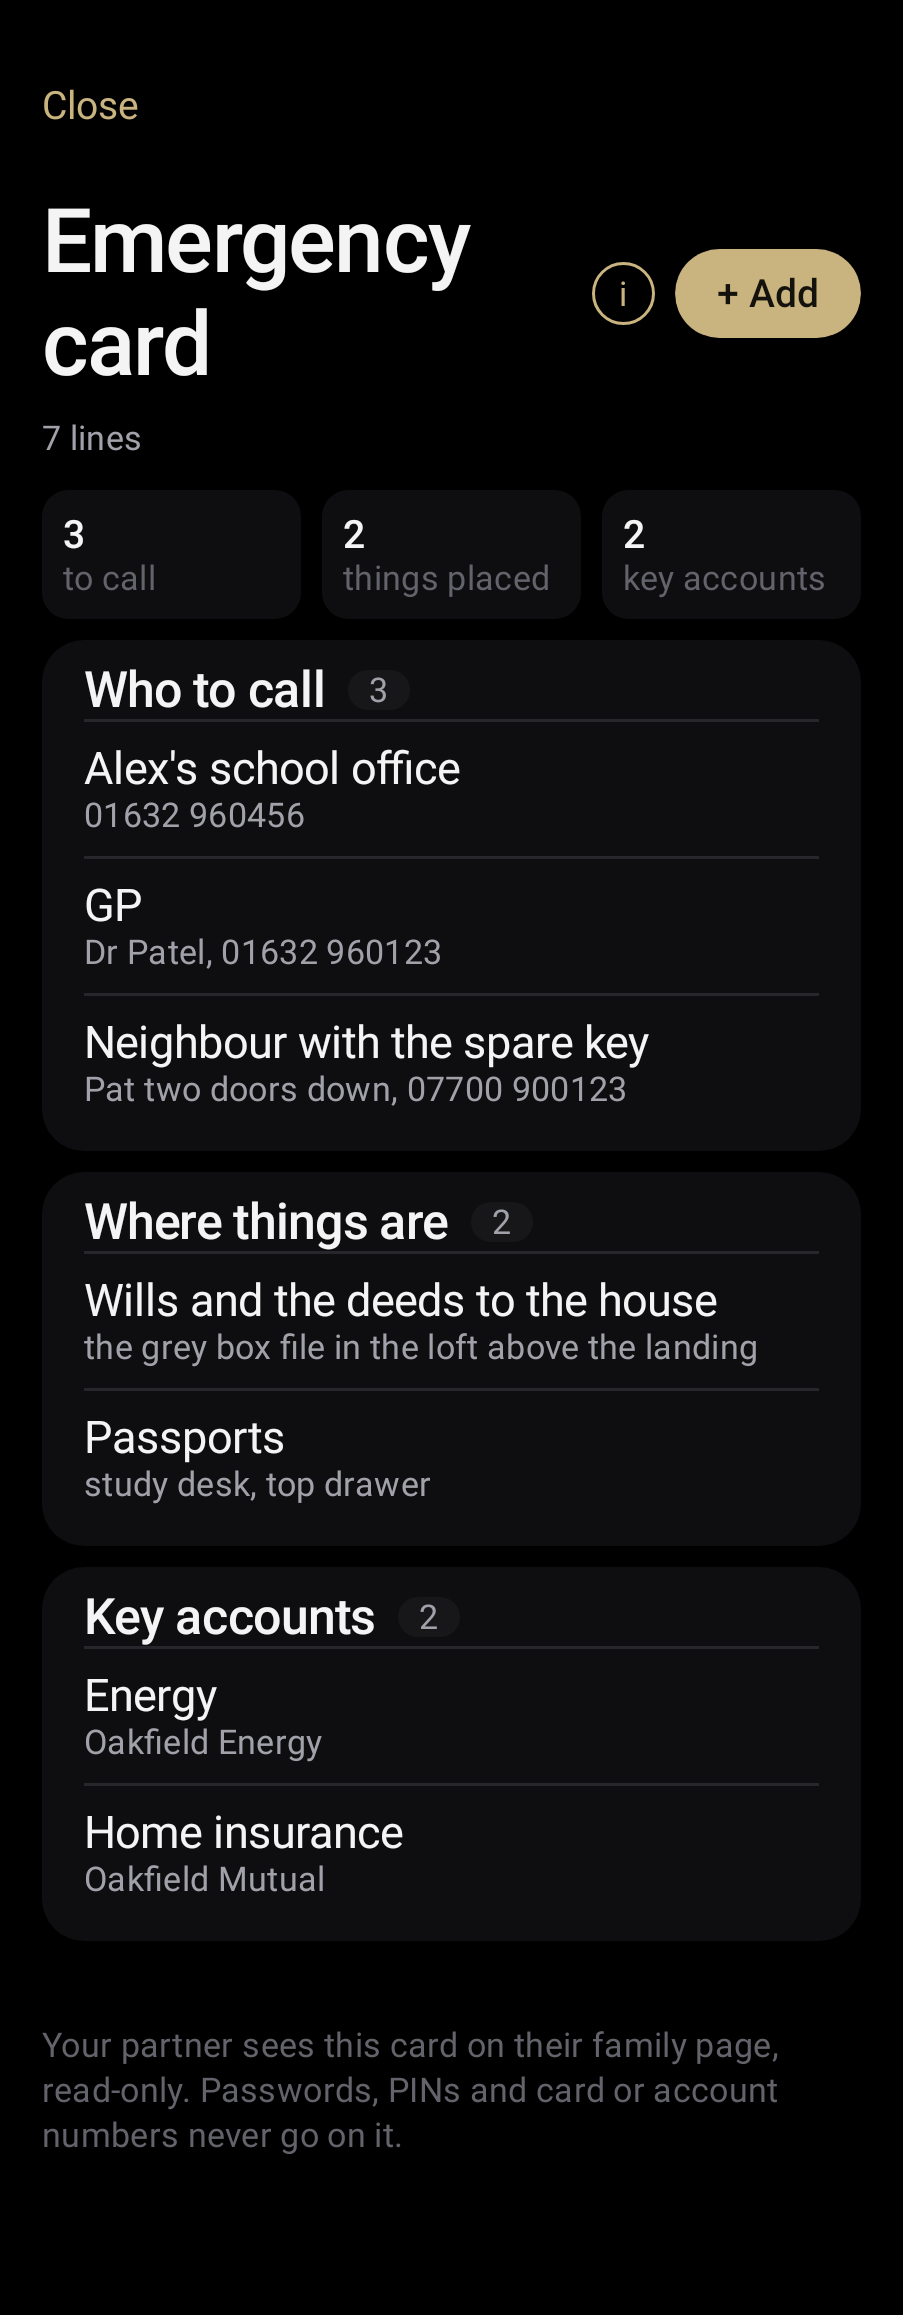 Close
Emergency
card
i
+ Add
7 lines
3
to call
2
things placed
2
key accounts
Who to call 3
Alex's school office
01632 960456
GP
Dr Patel, 01632 960123
Neighbour with the spare key
Pat two doors down, 07700 900123
Where things are 2
Wills and the deeds to the house
the grey box file in the loft above the landing
Passports
study desk, top drawer
Key accounts 2
Energy
Oakfield Energy
Home insurance
Oakfield Mutual
Your partner sees this card on their family page,
read-only. Passwords, PINs and card or account
numbers never go on it.